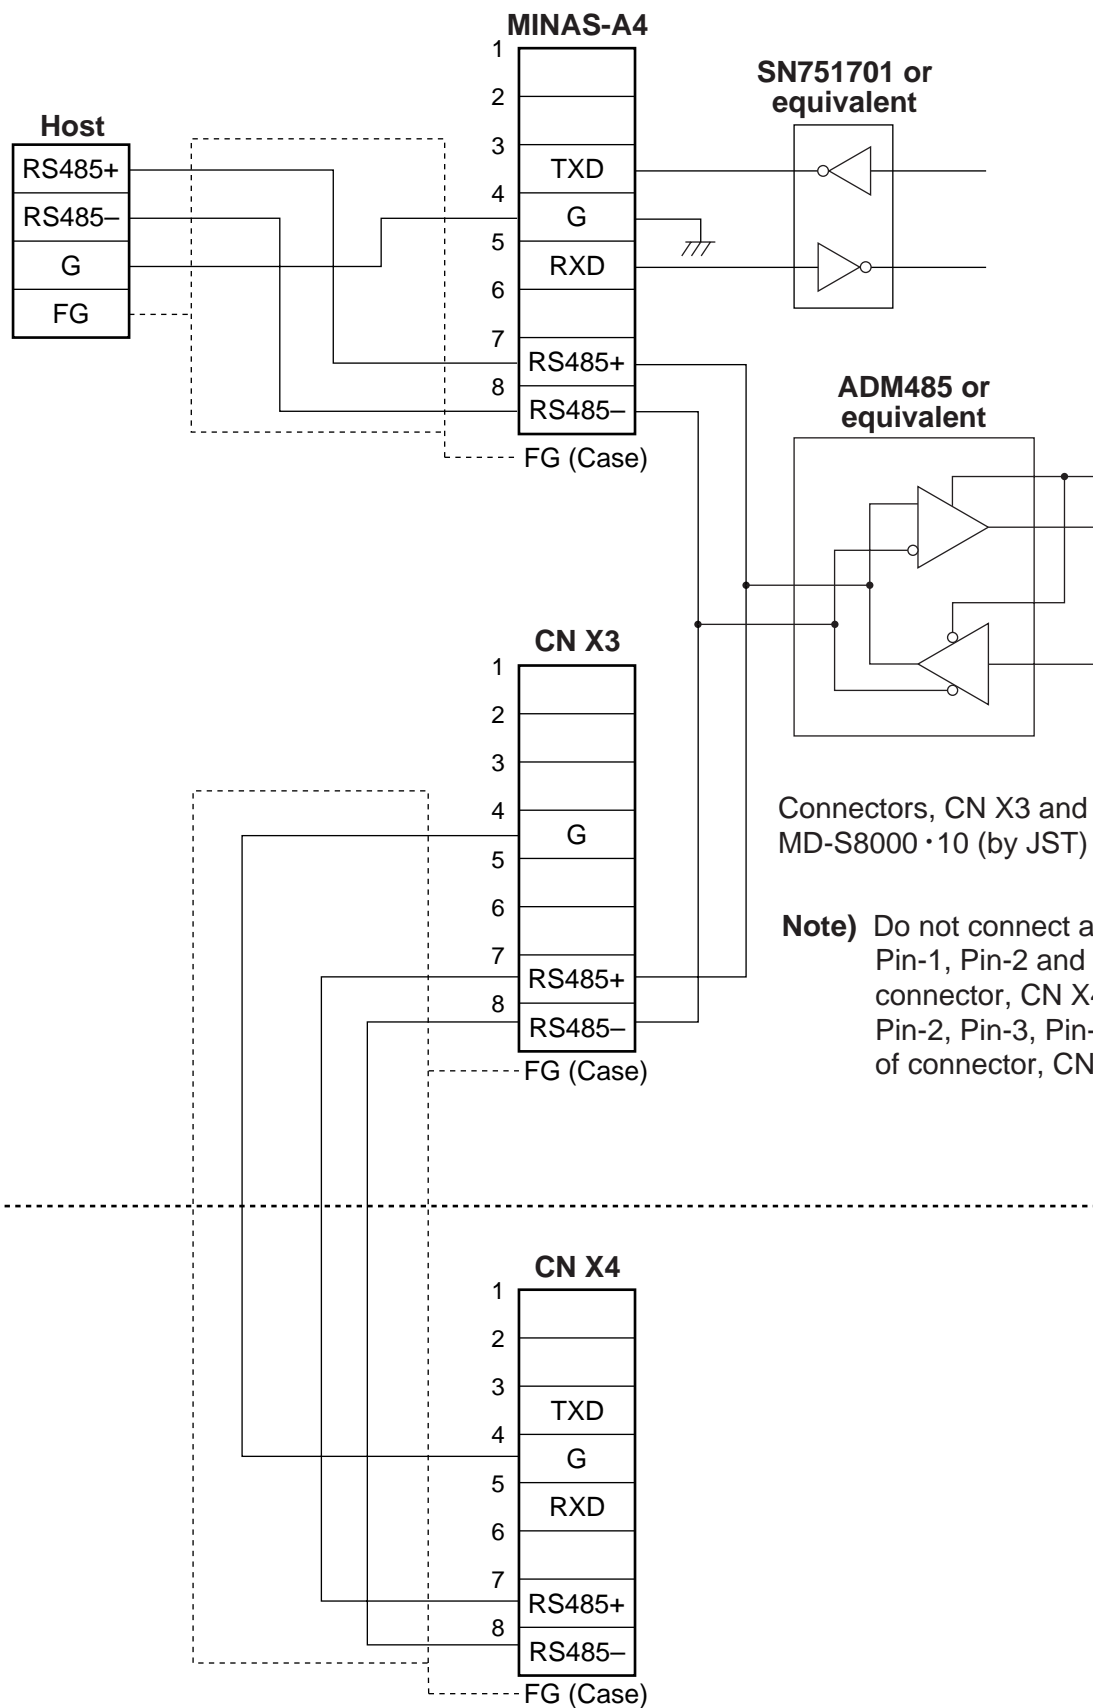 MINAS-A4
1
2
3
TXD
4
G
5
RXD
6
7
RS485+
8
RS485–
FG (Case)
Host
RS485+
RS485–
G
FG
SN751701 or
equivalent
ADM485 or
equivalent
CN X3
1
2
3
4
G
5
6
7
RS485+
8
RS485–
FG (Case)
Connectors, CN X3 and
MD-S8000･10 (by JST)
Note) Do not connect a
Pin-1, Pin-2 and
connector, CN X4
Pin-2, Pin-3, Pin-
of connector, CN
CN X4
1
2
3
TXD
4
G
5
RXD
6
7
RS485+
8
RS485–
FG (Case)